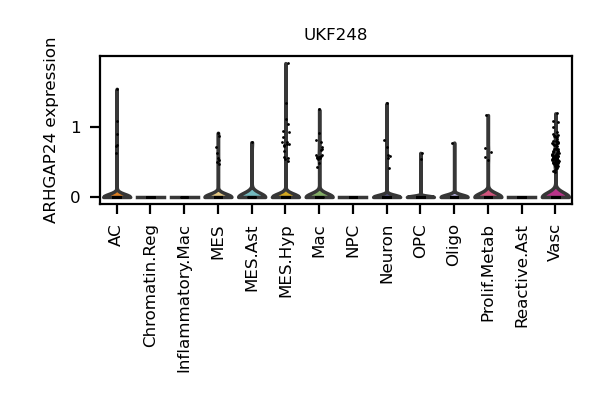 UKF248
ARHGAP24 expression
1
0
AC
Chromatin.Reg
Inflammatory.Mac
MES
MES.Ast
MES.Hyp
Mac
NPC
Neuron
OPC
Oligo
Prolif.Metab
Reactive.Ast
Vasc